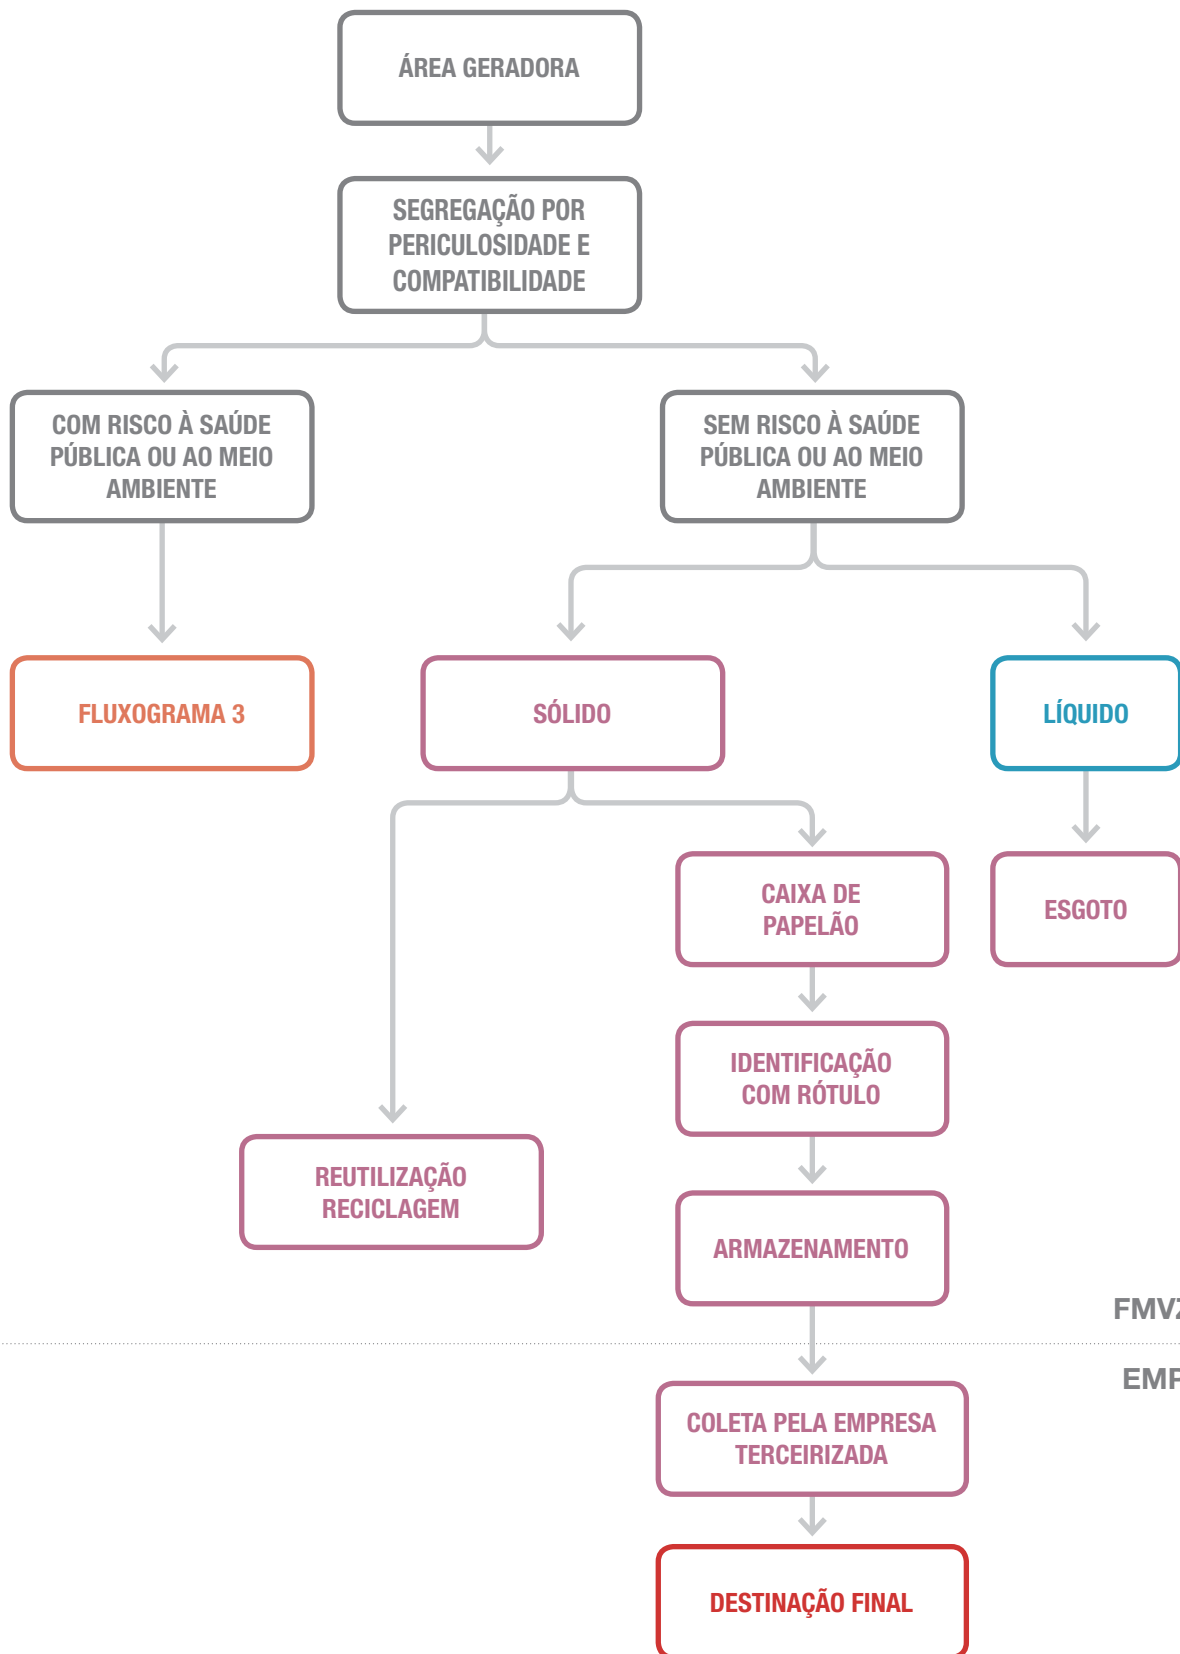 ÁREA GERADORA
SEGREGAÇÃO POR
PERICULOSIDADE E
COMPATIBILIDADE
COM RISCO À SAÚDE
PÚBLICA OU AO MEIO
AMBIENTE
SEM RISCO À SAÚDE
PÚBLICA OU AO MEIO
AMBIENTE
FLUXOGRAMA 3
SÓLIDO
LÍQUIDO
CAIXA DE
PAPELÃO
ESGOTO
IDENTIFICAÇÃO
COM RÓTULO
REUTILIZAÇÃO
RECICLAGEM
ARMAZENAMENTO
FMVZ
COLETA PELA EMPRESA
TERCEIRIZADA
DESTINAÇÃO FINAL